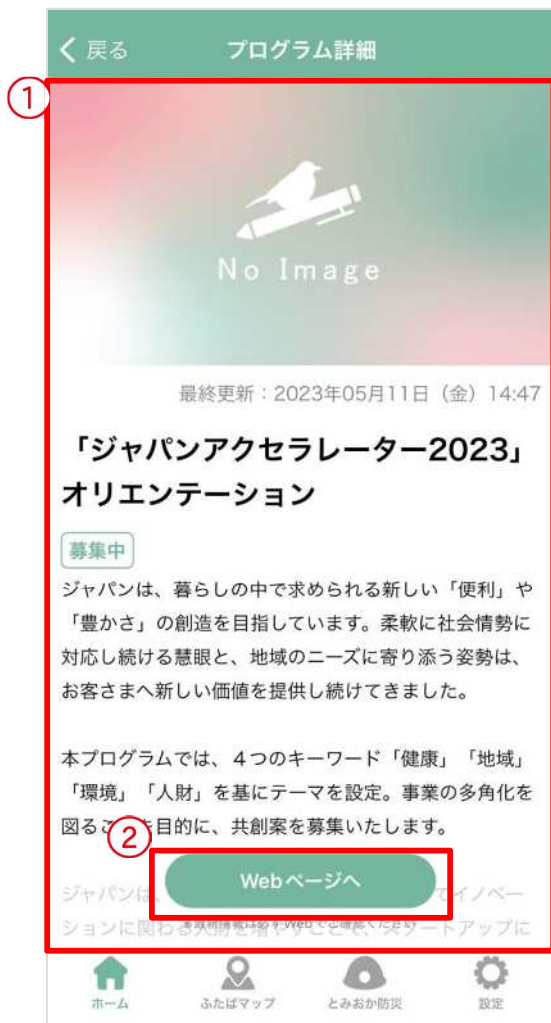 戻る
プログラム詳細
①
No Image
最終更新：2023年05月11日（金）14:47
「ジャパンアクセラレーター2023」
オリエンテーション
募集中
ジャパンは、暮らしの中で求められる新しい「便利」や
「豊かさ」の創造を目指しています。柔軟に社会情勢に
対応し続ける慧眼と、地域のニーズに寄り添う姿勢は、
お客さまへ新しい価値を提供し続けてきました。
本プログラムでは、４つのキーワード「健康」「地域」
「環境」「人財」を基にテーマを設定。事業の多角化を
図るこ を目的に、共創案を募集いたします。
②
Webページへ
ジャパンは、 てイノベー
ションに関わる
スタートアップに
ホーム
ふたばマップ
とみおか防災
設定